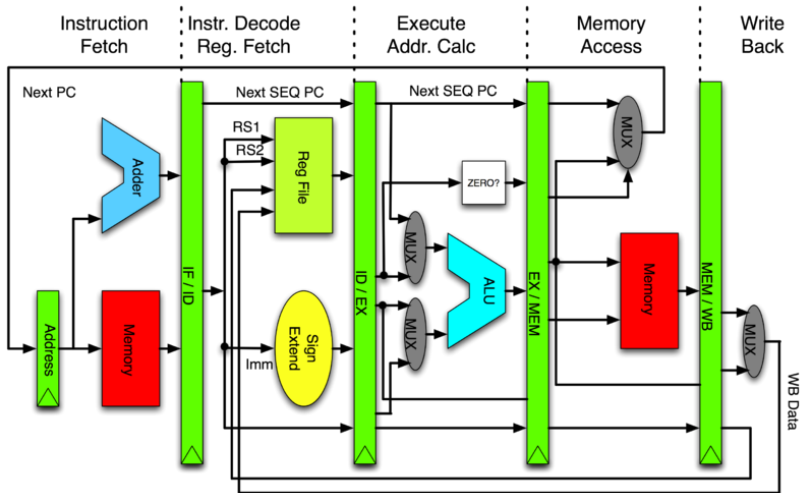 Instruction
Fetch
Instr. Decode
Reg. Fetch
Execute
Addr. Calc
Memory
Access
Write
Back
Next PC
Next SEQ PC
Next SEQ PC
RS1
RS2
Reg File
MUX
Adder
ZERO?
MUX
IF / ID
ID / EX
ALU
EX / MEM
Memory
MEM / WB
Address
Memory
Sign
Extend
MUX
MUX
Imm
WB Data